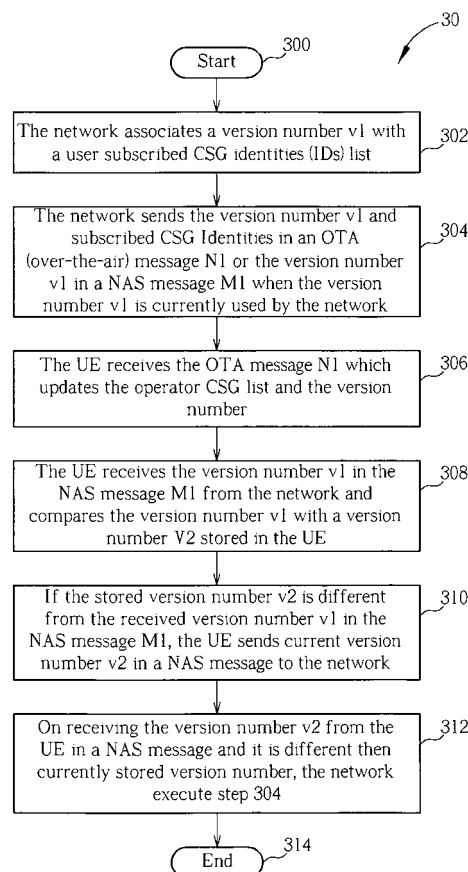 30
Start
300
The network associates a version number v1 with
a user subscribed CSG identities (IDs) list
302
The network sends the version number v1 and
subscribed CSG Identities in an OTA
(over-the-air) message N1 or the version number
v1 in a NAS message M1 when the version
number v1 is currently used by the network
304
The UE receives the OTA message N1 which
updates the operator CSG list and the version
number
306
The UE receives the version number v1 in the
NAS message M1 from the network and
compares the version number v1 with a version
number V2 stored in the UE
308
If the stored version number v2 is different
from the received version number v1 in the
NAS message M1, the UE sends current version
number v2 in a NAS message to the network
310
On receiving the version number v2 from the
UE in a NAS message and it is different then
currently stored version number, the network
execute step 304
312
End
314